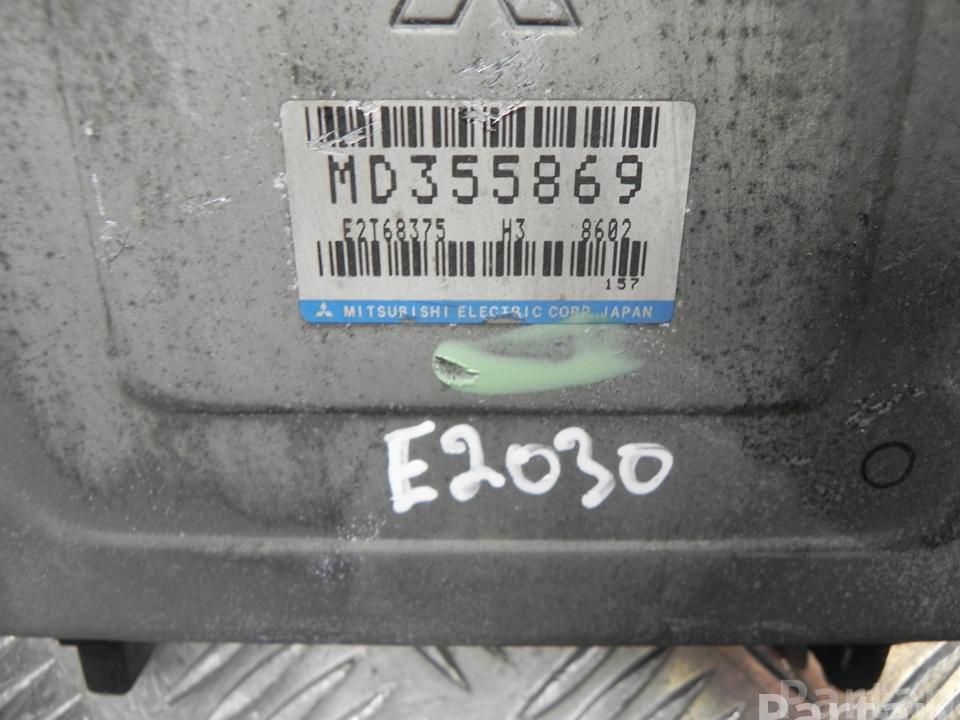 MD355869
E2T68375 H3 8602
157
MITSUBISHI ELECTRIC CORP. JAPAN
E2030